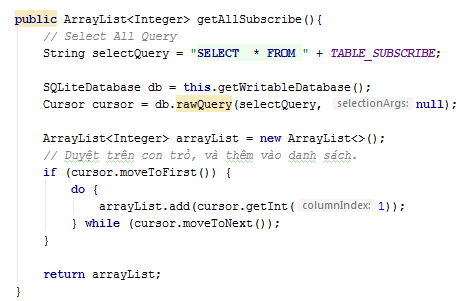 public ArrayList<Integer> getAllSubscribe(){
// Select All Query
String selectQuery = "SELECT  * FROM " + TABLE_SUBSCRIBE;
SQLiteDatabase db = this.getWritableDatabase();
Cursor cursor = db.rawQuery(selectQuery, selectionArgs: null);
ArrayList<Integer> arrayList = new ArrayList<>();
// Duyệt trên con trỏ, và thêm vào danh sách.
if (cursor.moveToFirst()) {
do {
arrayList.add(cursor.getInt( columnIndex: 1));
} while (cursor.moveToNext());
}
return arrayList;
}